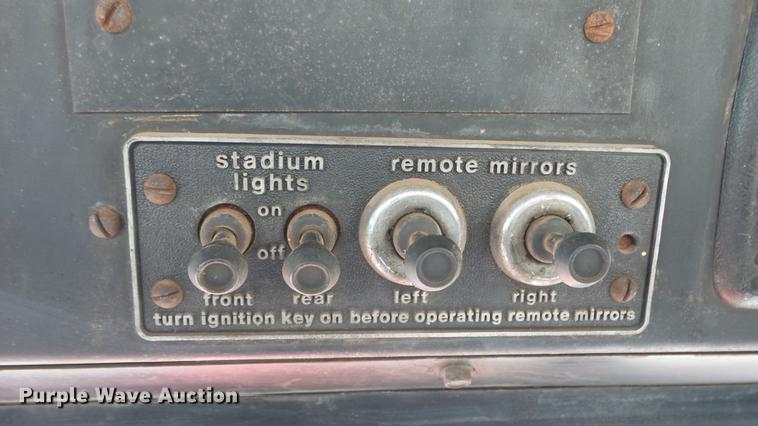 stadium
lights
remote mirrors
on
off
front rear left right
turn ignition key on before operating remote mirrors
Purple Wave Auction